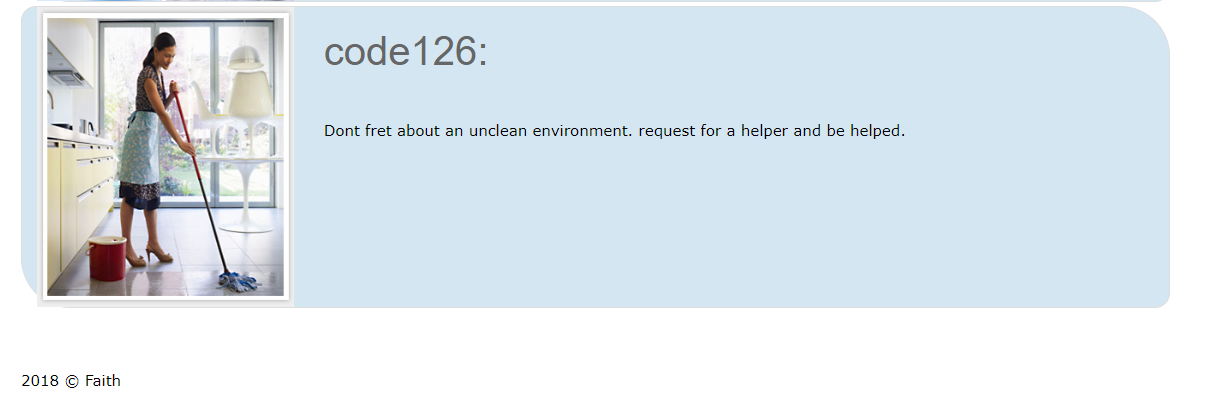 code126:
Dont fret about an unclean environment. request for a helper and be helped.
2018 © Faith